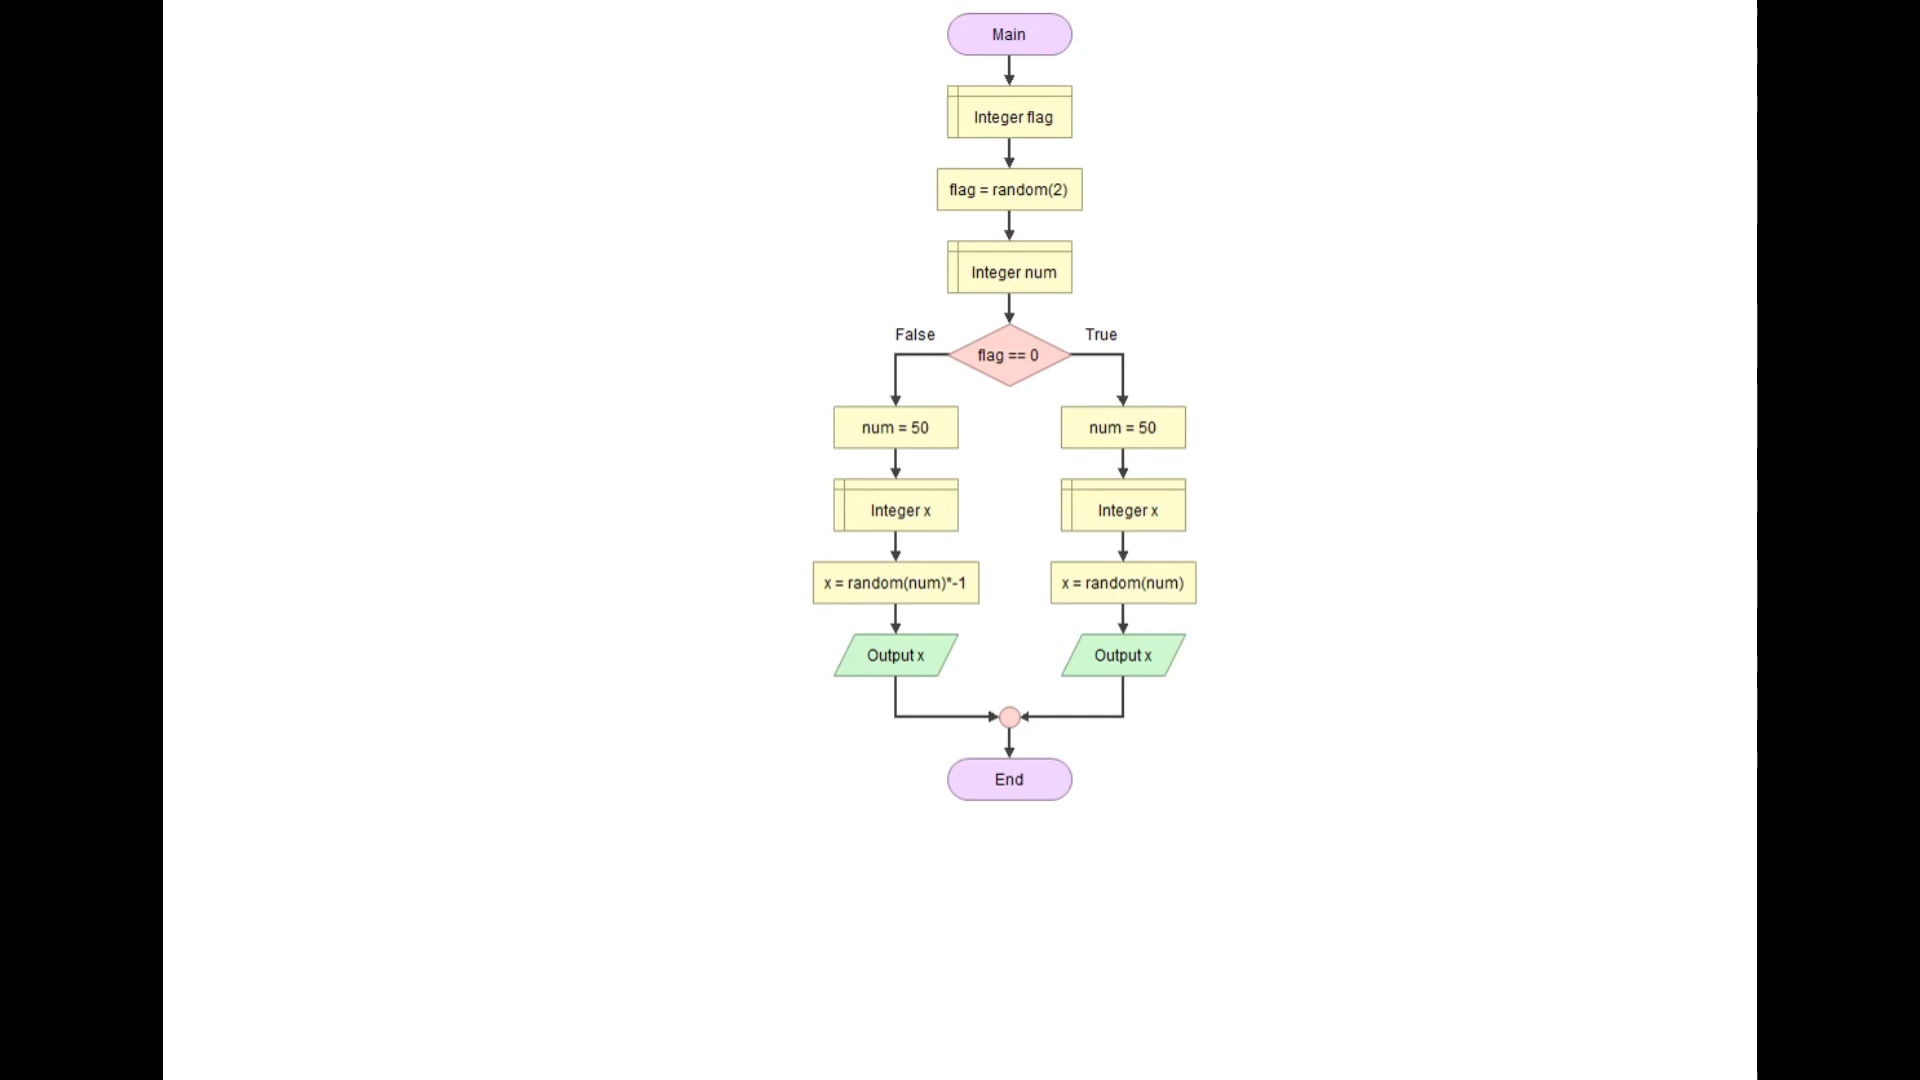 Main
Integer flag
flag = random(2)
Integer num
False
True
flag == 0
num = 50
num = 50
Integer x
Integer x
x = random(num)*-1
x = random(num)
Output x
Output x
End